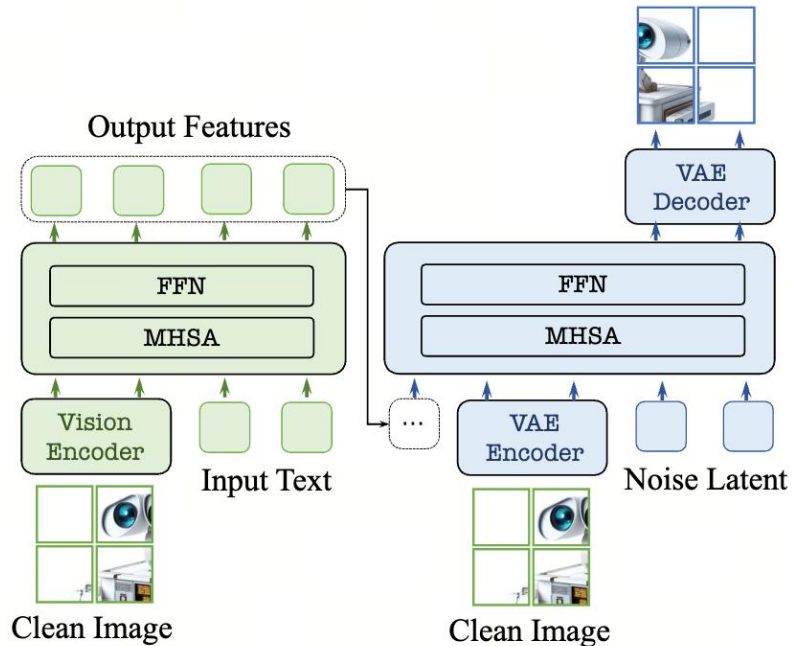 Output Features
FFN
MHSA
Vision
Encoder
Input Text
Clean Image
VAE
Decoder
FFN
MHSA
...
VAE
Encoder
Noise Latent
Clean Image